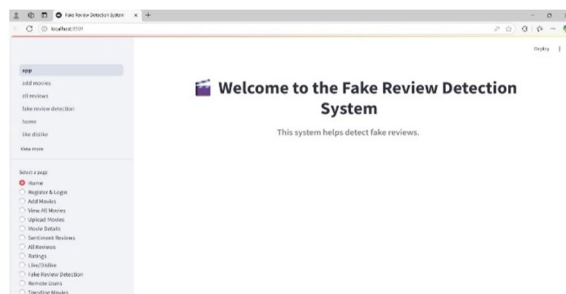 Fake Review Detection System
localhost:8501
Deploy
app
add movies
all reviews
fake review detection
home
like dislike
View more
Select a page
Home
Register & Login
Add Movies
View All Movies
Upload Movies
Movie Details
Sentiment Reviews
All Reviews
Ratings
Like/Dislike
Fake Review Detection
Remote Users
Trending Movies
Welcome to the Fake Review Detection
System
This system helps detect fake reviews.